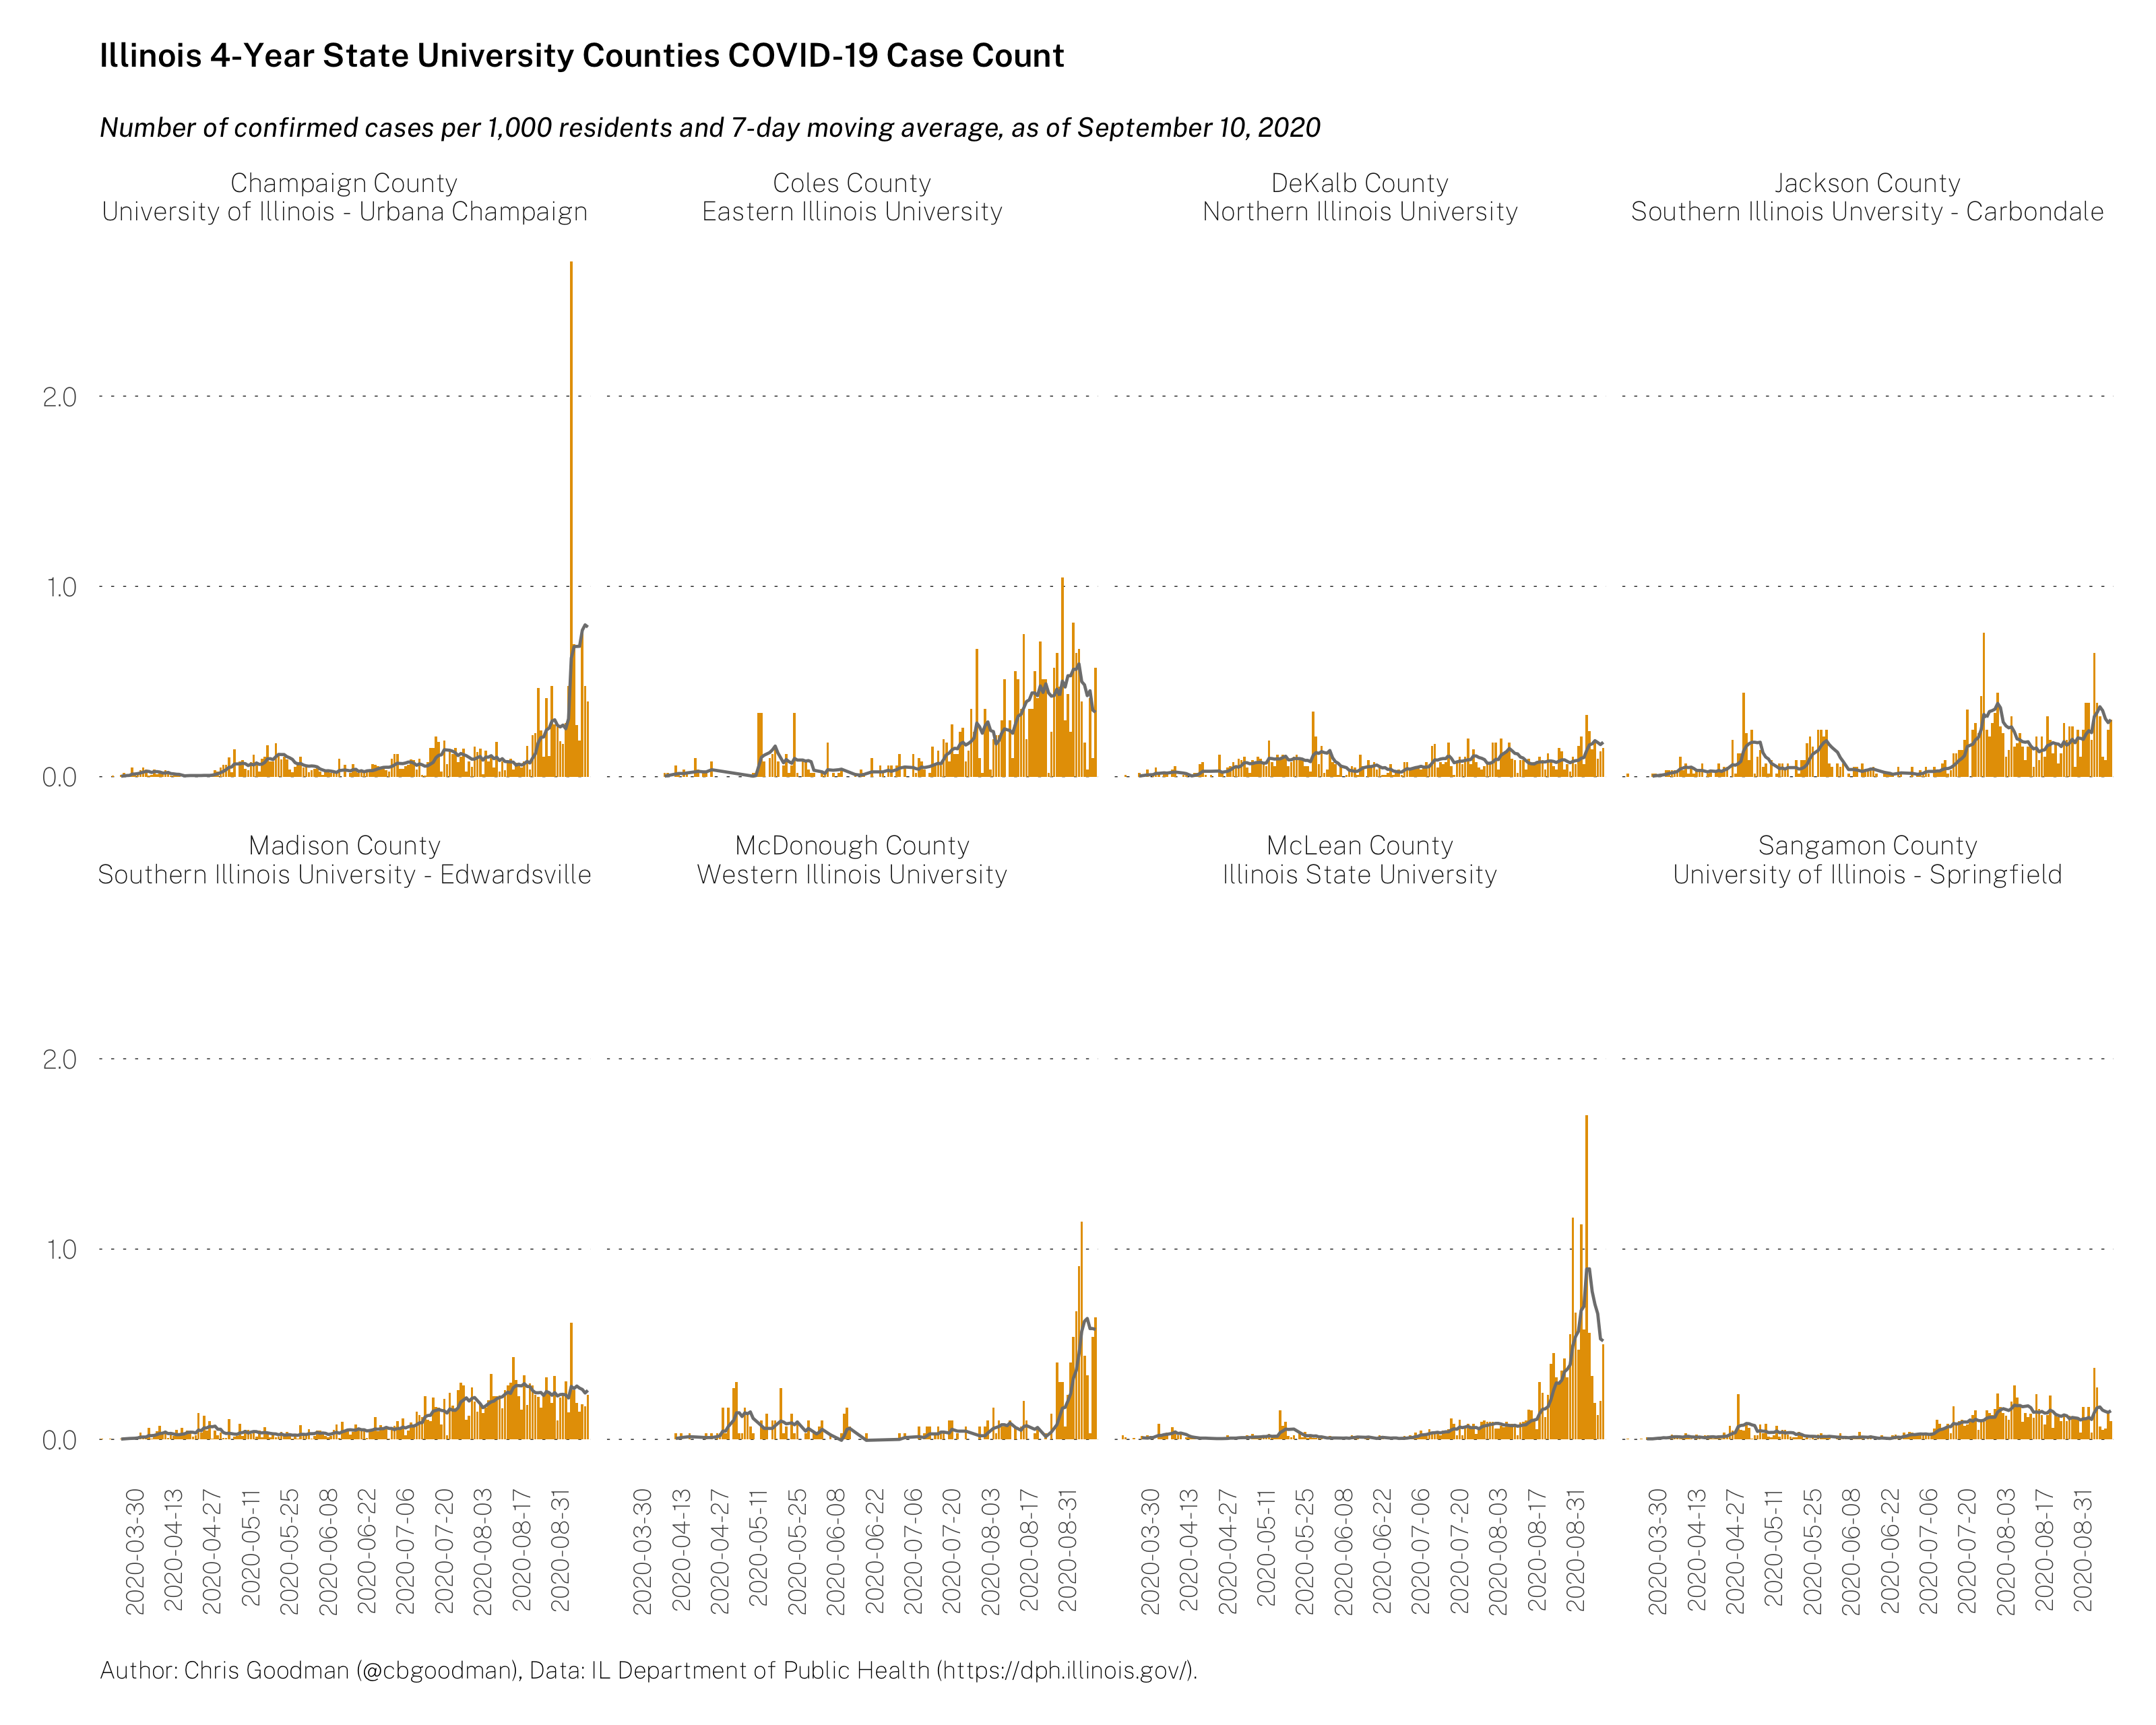 Illinois 4-Year State University Counties COVID-19 Case Count
Number of confirmed cases per 1,000 residents and 7-day moving average, as of September 10, 2020
Champaign County
University of Illinois - Urbana Champaign
Coles County
Eastern Illinois University
DeKalb County
Northern Illinois University
Jackson County
Southern Illinois Unversity - Carbondale
2.0
1.0
0.0
Madison County
Southern Illinois University - Edwardsville
McDonough County
Western Illinois University
McLean County
Illinois State University
Sangamon County
University of Illinois - Springfield
2.0
1.0
0.0
2020-03-30
2020-04-13
2020-04-27
2020-05-11
2020-05-25
2020-06-08
2020-06-22
2020-07-06
2020-07-20
2020-08-03
2020-08-17
2020-08-31
2020-03-30
2020-04-13
2020-04-27
2020-05-11
2020-05-25
2020-06-08
2020-06-22
2020-07-06
2020-07-20
2020-08-03
2020-08-17
2020-08-31
2020-03-30
2020-04-13
2020-04-27
2020-05-11
2020-05-25
2020-06-08
2020-06-22
2020-07-06
2020-07-20
2020-08-03
2020-08-17
2020-08-31
2020-03-30
2020-04-13
2020-04-27
2020-05-11
2020-05-25
2020-06-08
2020-06-22
2020-07-06
2020-07-20
2020-08-03
2020-08-17
2020-08-31
Author: Chris Goodman (@cbgoodman), Data: IL Department of Public Health (https://dph.illinois.gov/).